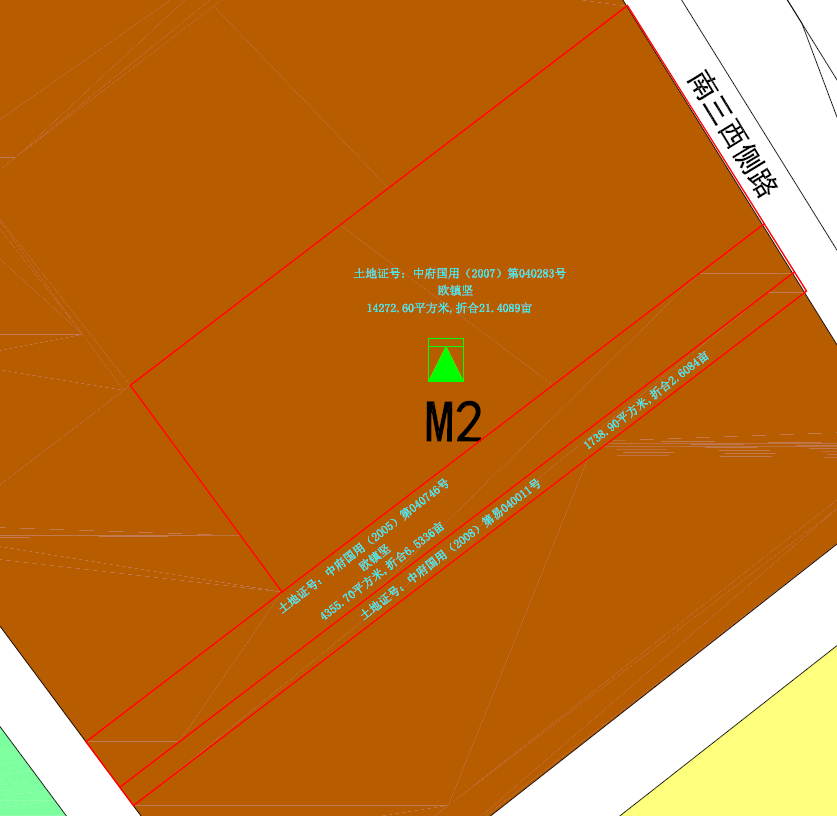 南三西侧路
土地证号：中府国用（2007）第040283号
欧镇坚
14272.60平方米,折合21.4089亩
M2
1738.90平方米,折合2.6084亩
土地证号：中府国用（2005）第040746号
欧镇坚
4355.70平方米,折合6.5336亩
土地证号：中府国用（2008）第易040011号